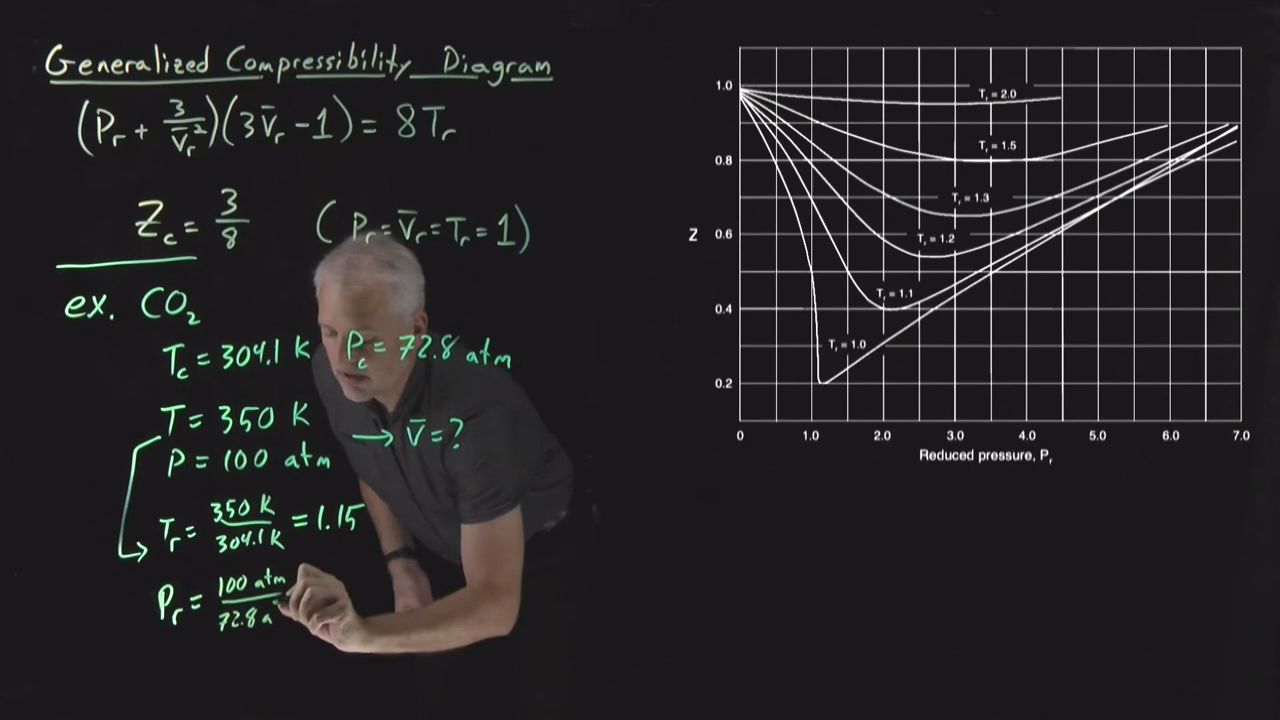 Generalized Compressibility Diagram
(Pr + 3/V̄r²)(3V̄r - 1) = 8Tr
Zc = 3/8 (Pr = V̄r = Tr = 1)
ex. CO₂
Tc = 304.1 K Pc = 72.8 atm
T = 350 K
→ V̄ = ?
P = 100 atm
Tr = 350 K / 304.1 K = 1.15
Pr = 100 atm / 72.8 a
1.0
0.8
0.6
0.4
0.2
Z
Tr = 2.0
Tr = 1.5
Tr = 1.3
Tr = 1.2
Tr = 1.1
Tr = 1.0
0 1.0 2.0 3.0 4.0 5.0 6.0 7.0
Reduced pressure, Pr